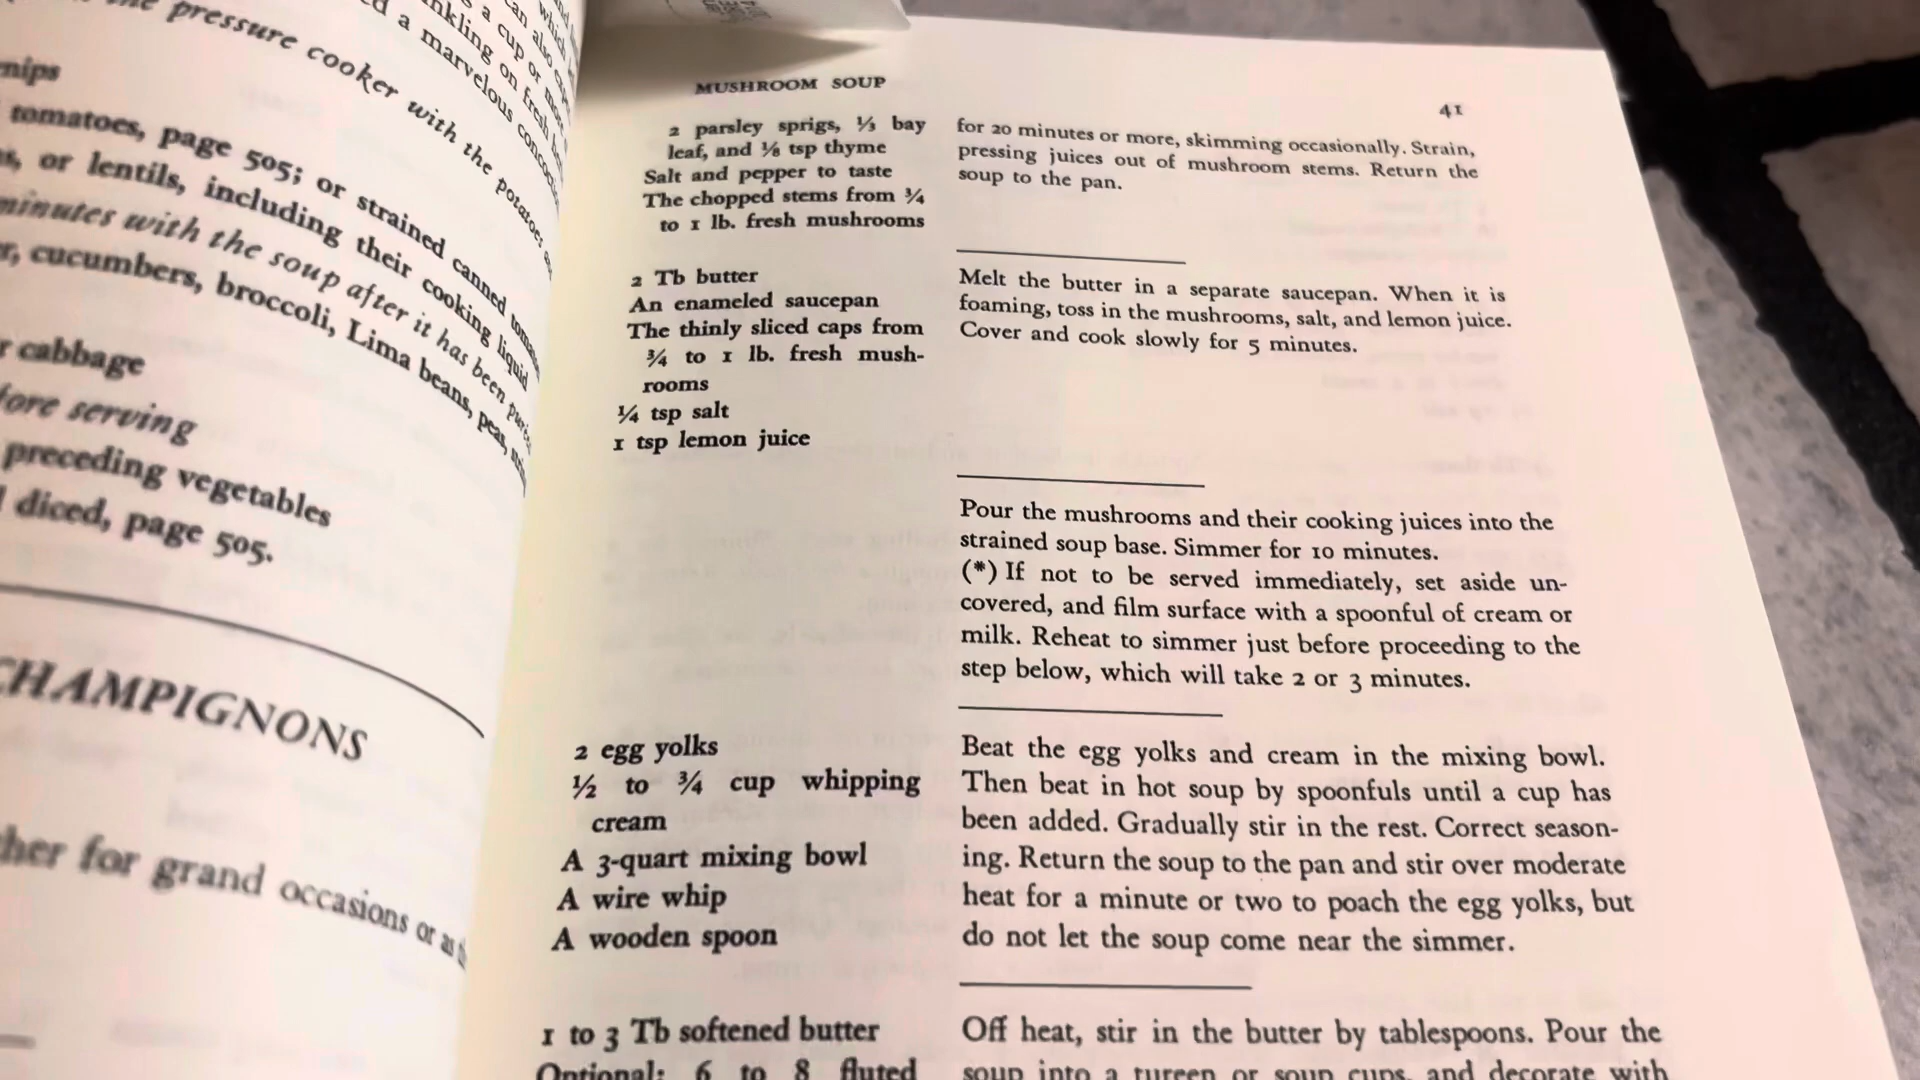 the pressure cooker with the potatoes
a cup or more
a marvelous
nips
tomatoes, page 505; or strained canned
or lentils, including their cooking liquid
minutes with the soup after it has been
cucumbers, broccoli, Lima beans, peas,
cabbage
fore serving
preceding vegetables
diced, page 505.
CHAMPIGNONS
for grand occasions or as
MUSHROOM SOUP
41
2 parsley sprigs, ⅓ bay
leaf, and ⅛ tsp thyme
Salt and pepper to taste
The chopped stems from ¾
to 1 lb. fresh mushrooms
for 20 minutes or more, skimming occasionally. Strain,
pressing juices out of mushroom stems. Return the
soup to the pan.
2 Tb butter
An enameled saucepan
The thinly sliced caps from
¾ to 1 lb. fresh mush-
rooms
¼ tsp salt
1 tsp lemon juice
Melt the butter in a separate saucepan. When it is
foaming, toss in the mushrooms, salt, and lemon juice.
Cover and cook slowly for 5 minutes.
Pour the mushrooms and their cooking juices into the
strained soup base. Simmer for 10 minutes.
(*) If not to be served immediately, set aside un-
covered, and film surface with a spoonful of cream or
milk. Reheat to simmer just before proceeding to the
step below, which will take 2 or 3 minutes.
2 egg yolks
½ to ¾ cup whipping
cream
A 3-quart mixing bowl
A wire whip
A wooden spoon
Beat the egg yolks and cream in the mixing bowl.
Then beat in hot soup by spoonfuls until a cup has
been added. Gradually stir in the rest. Correct season-
ing. Return the soup to the pan and stir over moderate
heat for a minute or two to poach the egg yolks, but
do not let the soup come near the simmer.
1 to 3 Tb softened butter
Optional: 6 to 8 fluted
Off heat, stir in the butter by tablespoons. Pour the
soup into a tureen or soup cups, and decorate with